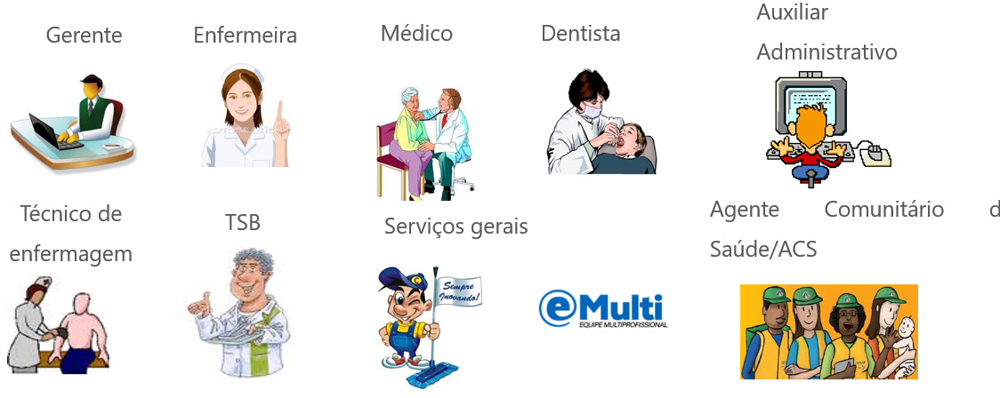 Gerente
Enfermeira
Médico
Dentista
Auxiliar
Administrativo
Técnico de
enfermagem
TSB
Serviços gerais
Sempre
Inovando!
C
eMulti
EQUIPE MULTIPROFISSIONAL
Agente Comunitário d
Saúde/ACS